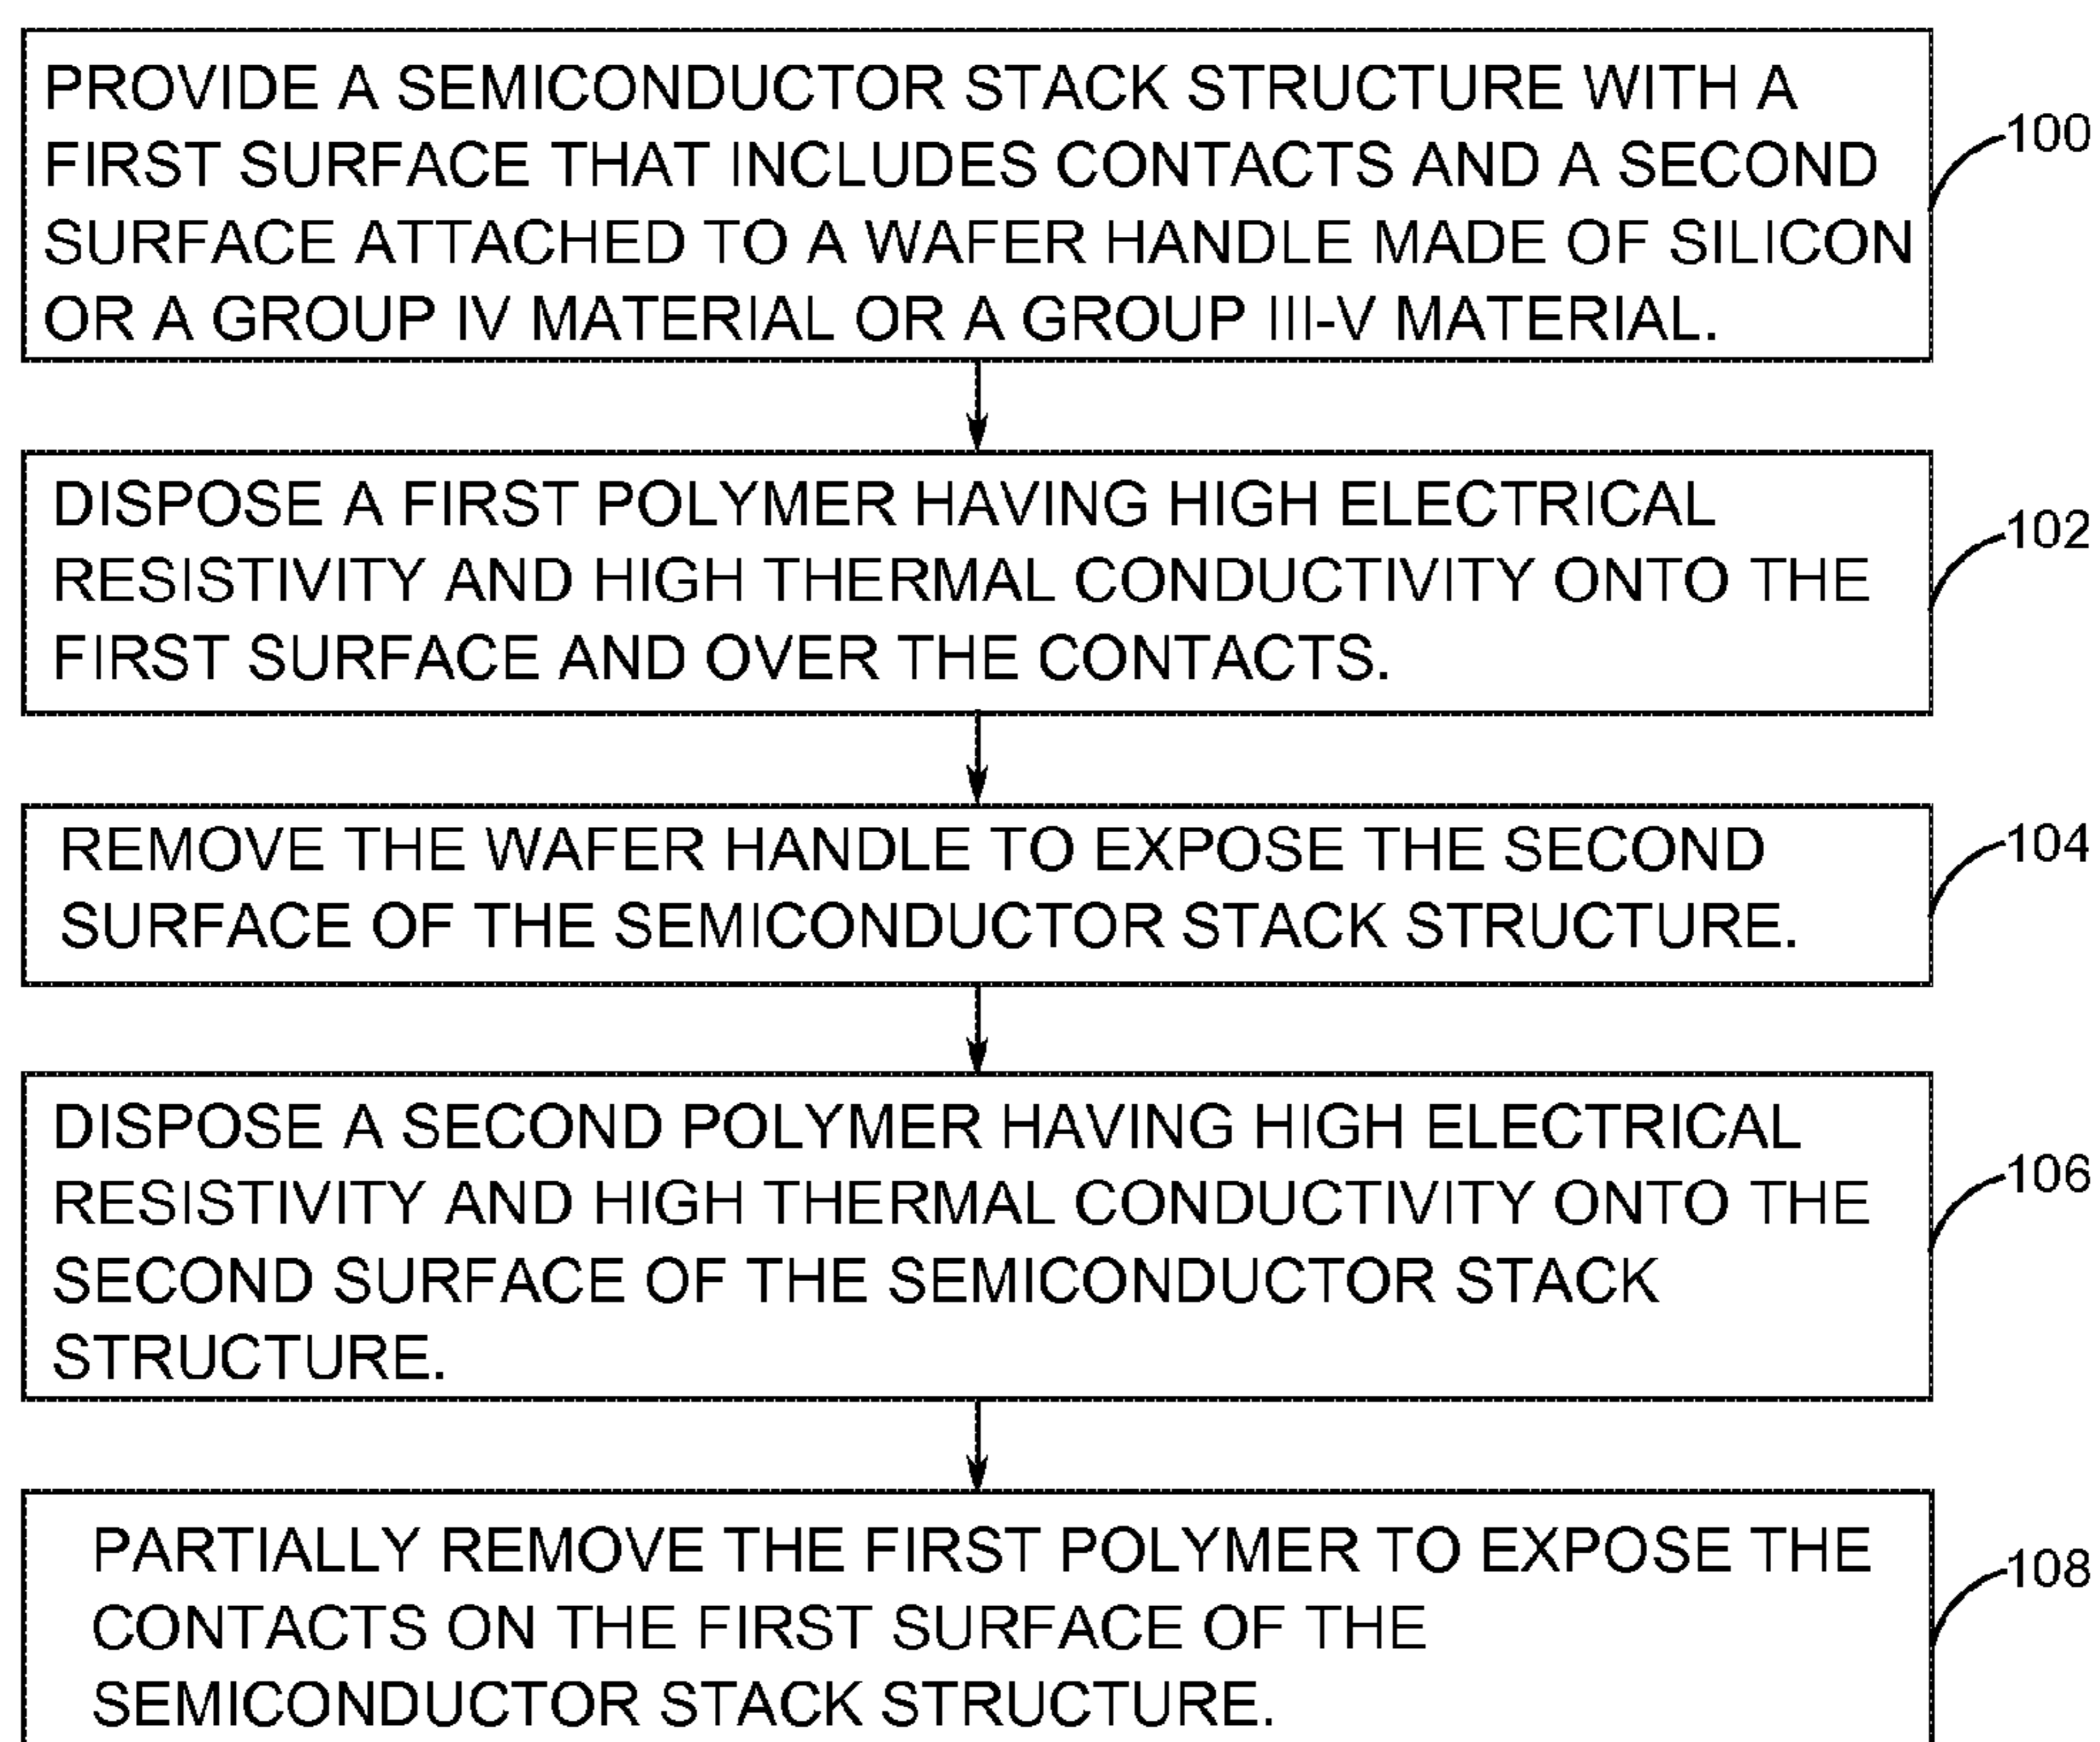 PROVIDE A SEMICONDUCTOR STACK STRUCTURE WITH A
FIRST SURFACE THAT INCLUDES CONTACTS AND A SECOND
SURFACE ATTACHED TO A WAFER HANDLE MADE OF SILICON
OR A GROUP IV MATERIAL OR A GROUP III-V MATERIAL.
100
DISPOSE A FIRST POLYMER HAVING HIGH ELECTRICAL
RESISTIVITY AND HIGH THERMAL CONDUCTIVITY ONTO THE
FIRST SURFACE AND OVER THE CONTACTS.
102
REMOVE THE WAFER HANDLE TO EXPOSE THE SECOND
SURFACE OF THE SEMICONDUCTOR STACK STRUCTURE.
104
DISPOSE A SECOND POLYMER HAVING HIGH ELECTRICAL
RESISTIVITY AND HIGH THERMAL CONDUCTIVITY ONTO THE
SECOND SURFACE OF THE SEMICONDUCTOR STACK
STRUCTURE.
106
PARTIALLY REMOVE THE FIRST POLYMER TO EXPOSE THE
CONTACTS ON THE FIRST SURFACE OF THE
SEMICONDUCTOR STACK STRUCTURE.
108